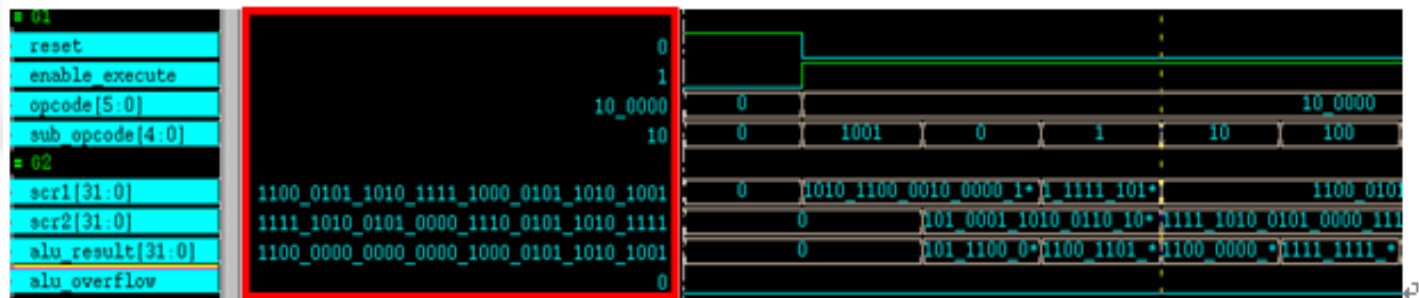 G1
reset 0
enable_execute 1
opcode[5:0] 10_0000 0 10_0000
sub_opcode[4:0] 10 0 1001 0 1 10 100
G2
scr1[31:0] 1100_0101_1010_1111_1000_0101_1010_1001 0 1010_1100_0010_0000_1* 1_1111_101* 1100_0101
scr2[31:0] 1111_1010_0101_0000_1110_0101_1010_1111 0 101_0001_1010_0110_10* 1111_1010_0101_0000_111
alu_result[31:0] 1100_0000_0000_0000_1000_0101_1010_1001 0 101_1100_0* 1100_1101_* 1100_0000_* 1111_1111_*
alu_overflow 0